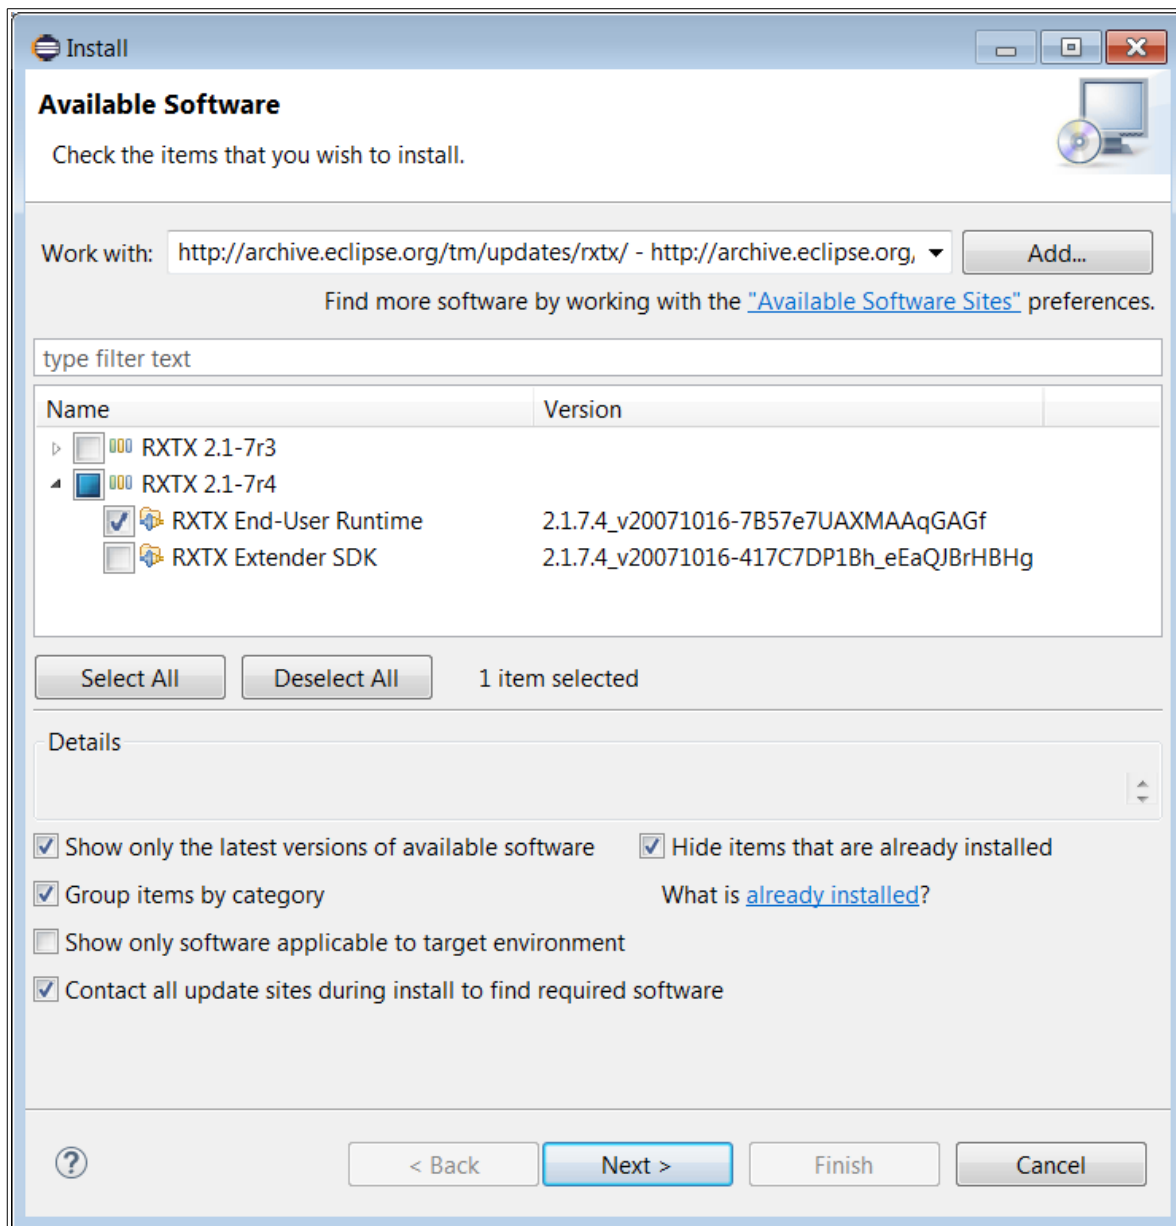 Install
Available Software
Check the items that you wish to install.
Work with: http://archive.eclipse.org/tm/updates/rxtx/ - http://archive.eclipse.org, Add...
Find more software by working with the "Available Software Sites" preferences.
type filter text
Name Version
RXTX 2.1-7r3
RXTX 2.1-7r4
RXTX End-User Runtime 2.1.7.4_v20071016-7B57e7UAXMAAqGAGf
RXTX Extender SDK 2.1.7.4_v20071016-417C7DP1Bh_eEaQJBrHBHg
Select All Deselect All 1 item selected
Details
Show only the latest versions of available software Hide items that are already installed
Group items by category What is already installed?
Show only software applicable to target environment
Contact all update sites during install to find required software
? < Back Next > Finish Cancel